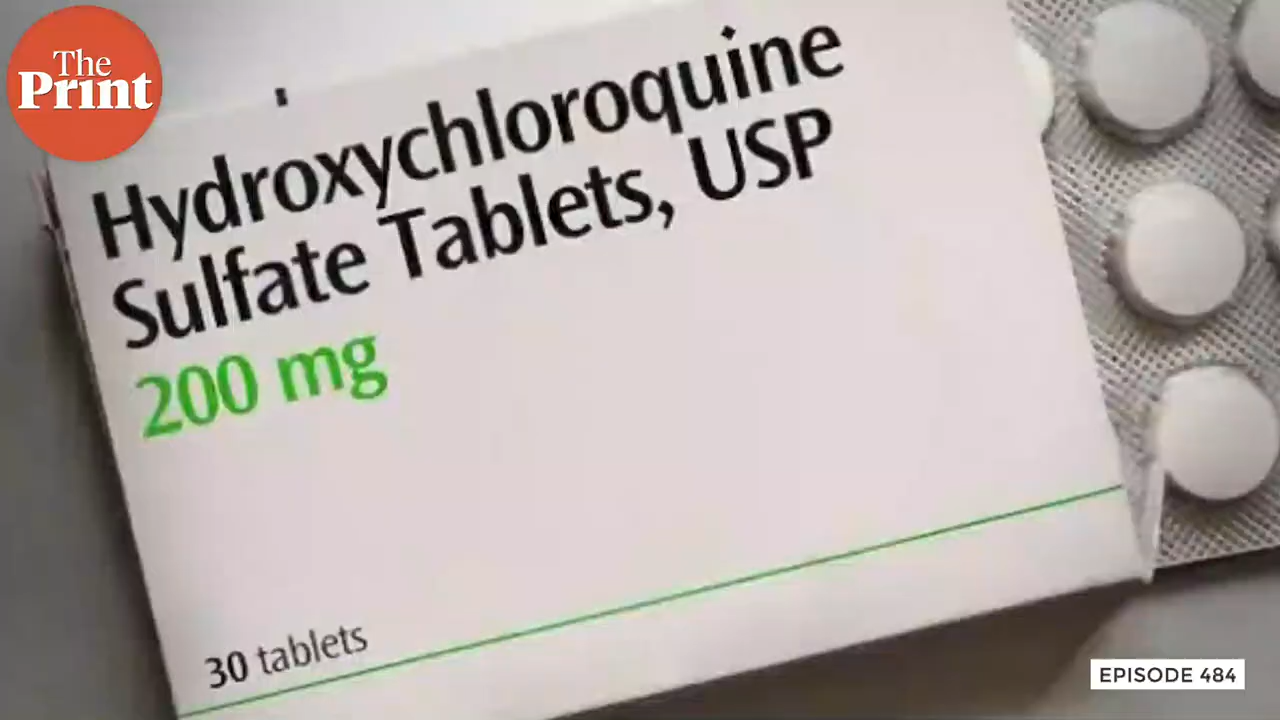 The
Print
Hydroxychloroquine
Sulfate Tablets, USP
200 mg
30 tablets
EPISODE 484